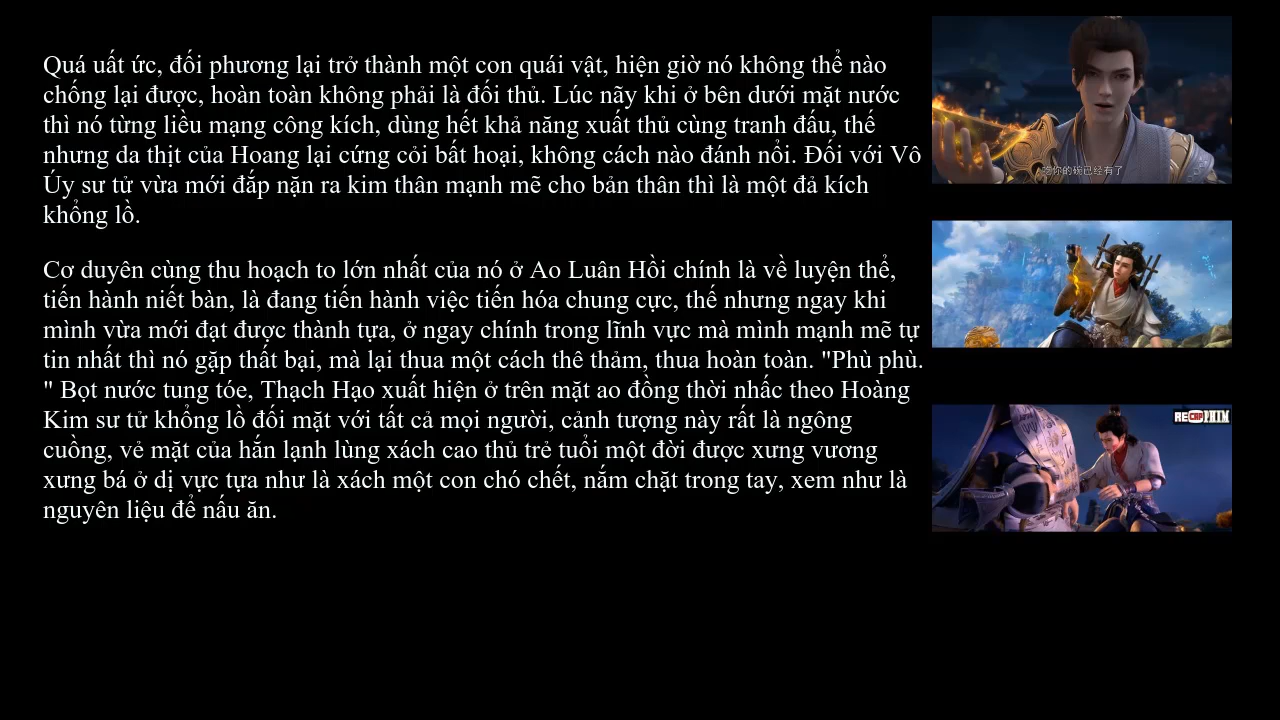 Quá uất ức, đối phương lại trở thành một con quái vật, hiện giờ nó không thể nào
chống lại được, hoàn toàn không phải là đối thủ. Lúc nãy khi ở bên dưới mặt nước
thì nó từng liều mạng công kích, dùng hết khả năng xuất thủ cùng tranh đấu, thế
nhưng da thịt của Hoang lại cứng cỏi bất hoại, không cách nào đánh nổi. Đối với Vô
Úy sư tử vừa mới đắp nặn ra kim thân mạnh mẽ cho bản thân thì là một đả kích
khổng lồ.
Cơ duyên cùng thu hoạch to lớn nhất của nó ở Ao Luân Hồi chính là về luyện thể,
tiến hành niết bàn, là đang tiến hành việc tiến hóa chung cực, thế nhưng ngay khi
mình vừa mới đạt được thành tựa, ở ngay chính trong lĩnh vực mà mình mạnh mẽ tự
tin nhất thì nó gặp thất bại, mà lại thua một cách thê thảm, thua hoàn toàn. "Phù phù.
" Bọt nước tung tóe, Thạch Hạo xuất hiện ở trên mặt ao đồng thời nhấc theo Hoàng
Kim sư tử khổng lồ đối mặt với tất cả mọi người, cảnh tượng này rất là ngông
cuồng, vẻ mặt của hắn lạnh lùng xách cao thủ trẻ tuổi một đời được xưng vương
xưng bá ở dị vực tựa như là xách một con chó chết, nắm chặt trong tay, xem như là
nguyên liệu để nấu ăn.
你的碗已经有了
RECAP PHIM